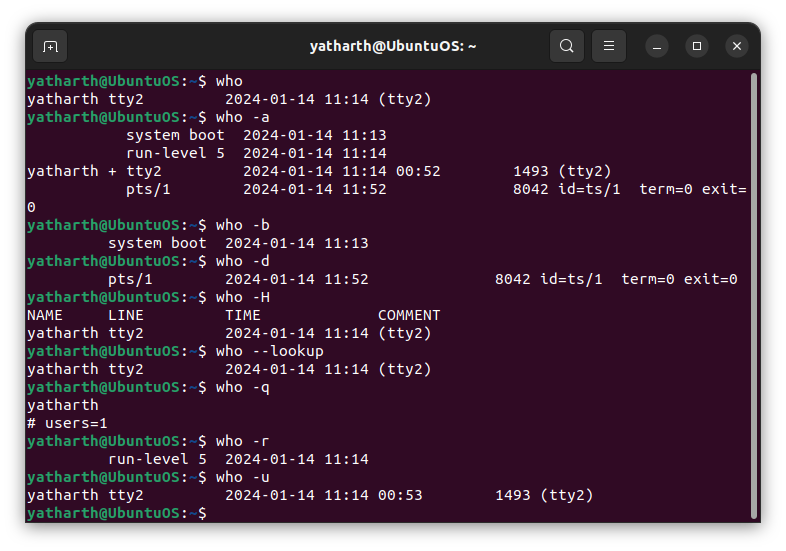 yatharth@UbuntuOS: ~
yatharth@UbuntuOS:~$ who
yatharth tty2         2024-01-14 11:14 (tty2)
yatharth@UbuntuOS:~$ who -a
           system boot  2024-01-14 11:13
           run-level 5  2024-01-14 11:14
yatharth + tty2         2024-01-14 11:14 00:52        1493 (tty2)
           pts/1        2024-01-14 11:52              8042 id=ts/1  term=0 exit=
0
yatharth@UbuntuOS:~$ who -b
         system boot  2024-01-14 11:13
yatharth@UbuntuOS:~$ who -d
         pts/1        2024-01-14 11:52              8042 id=ts/1  term=0 exit=0
yatharth@UbuntuOS:~$ who -H
NAME     LINE         TIME             COMMENT
yatharth tty2         2024-01-14 11:14 (tty2)
yatharth@UbuntuOS:~$ who --lookup
yatharth tty2         2024-01-14 11:14 (tty2)
yatharth@UbuntuOS:~$ who -q
yatharth
# users=1
yatharth@UbuntuOS:~$ who -r
         run-level 5  2024-01-14 11:14
yatharth@UbuntuOS:~$ who -u
yatharth tty2         2024-01-14 11:14 00:53        1493 (tty2)
yatharth@UbuntuOS:~$